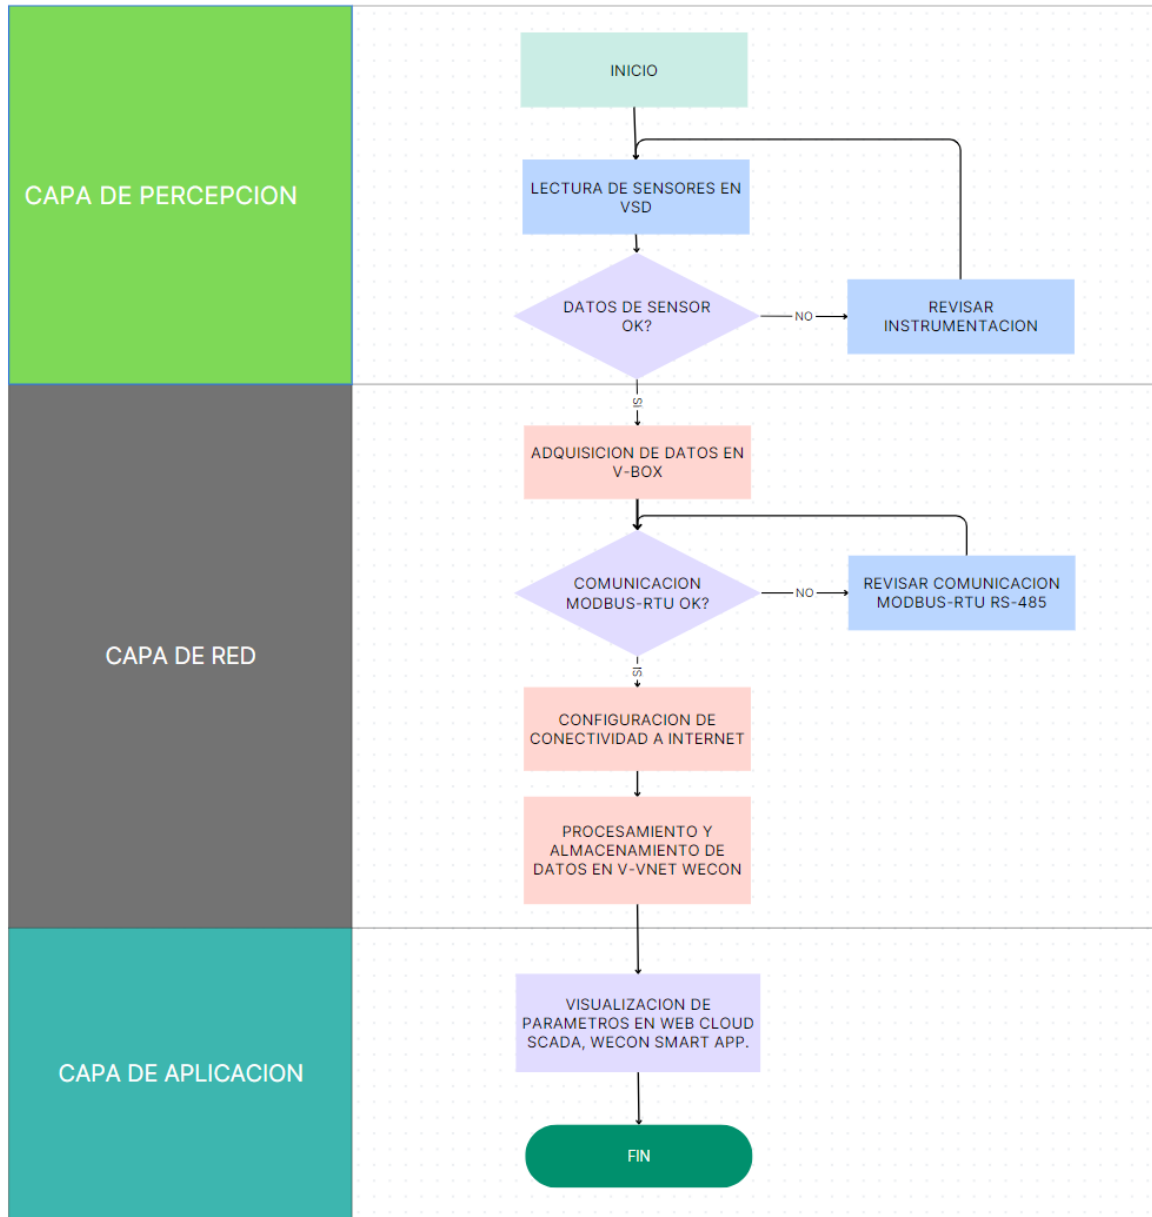 CAPA DE PERCEPCION
INICIO
LECTURA DE SENSORES EN
VSD
DATOS DE SENSOR
OK?
NO
REVISAR
INSTRUMENTACION
SI
CAPA DE RED
ADQUISICION DE DATOS EN
V-BOX
COMUNICACION
MODBUS-RTU OK?
NO
REVISAR COMUNICACION
MODBUS-RTU RS-485
SI
CONFIGURACION DE
CONECTIVIDAD A INTERNET
PROCESAMIENTO Y
ALMACENAMIENTO DE
DATOS EN V-VNET WECON
CAPA DE APLICACION
VISUALIZACION DE
PARAMETROS EN WEB CLOUD
SCADA, WECON SMART APP.
FIN